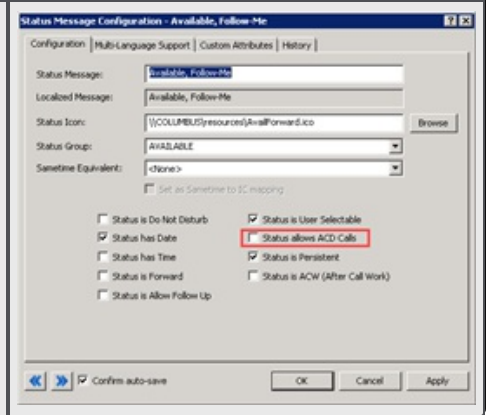 Status Message Configuration - Available, Follow-Me
Configuration Multi-Language Support Custom Attributes History
Status Message: Available, Follow-Me
Localized Message: Available, Follow-Me
Status Icon: \\COLUMBUS\resources\AvailForward.ico Browse
Status Group: AVAILABLE
Sametime Equivalent: <None>
Set as Sametime to IC mapping
Status is Do Not Disturb Status is User Selectable
Status has Date Status allows ACD Calls
Status has Time Status is Persistent
Status is Forward Status is ACW (After Call Work)
Status is Allow Follow Up
Confirm auto-save OK Cancel Apply